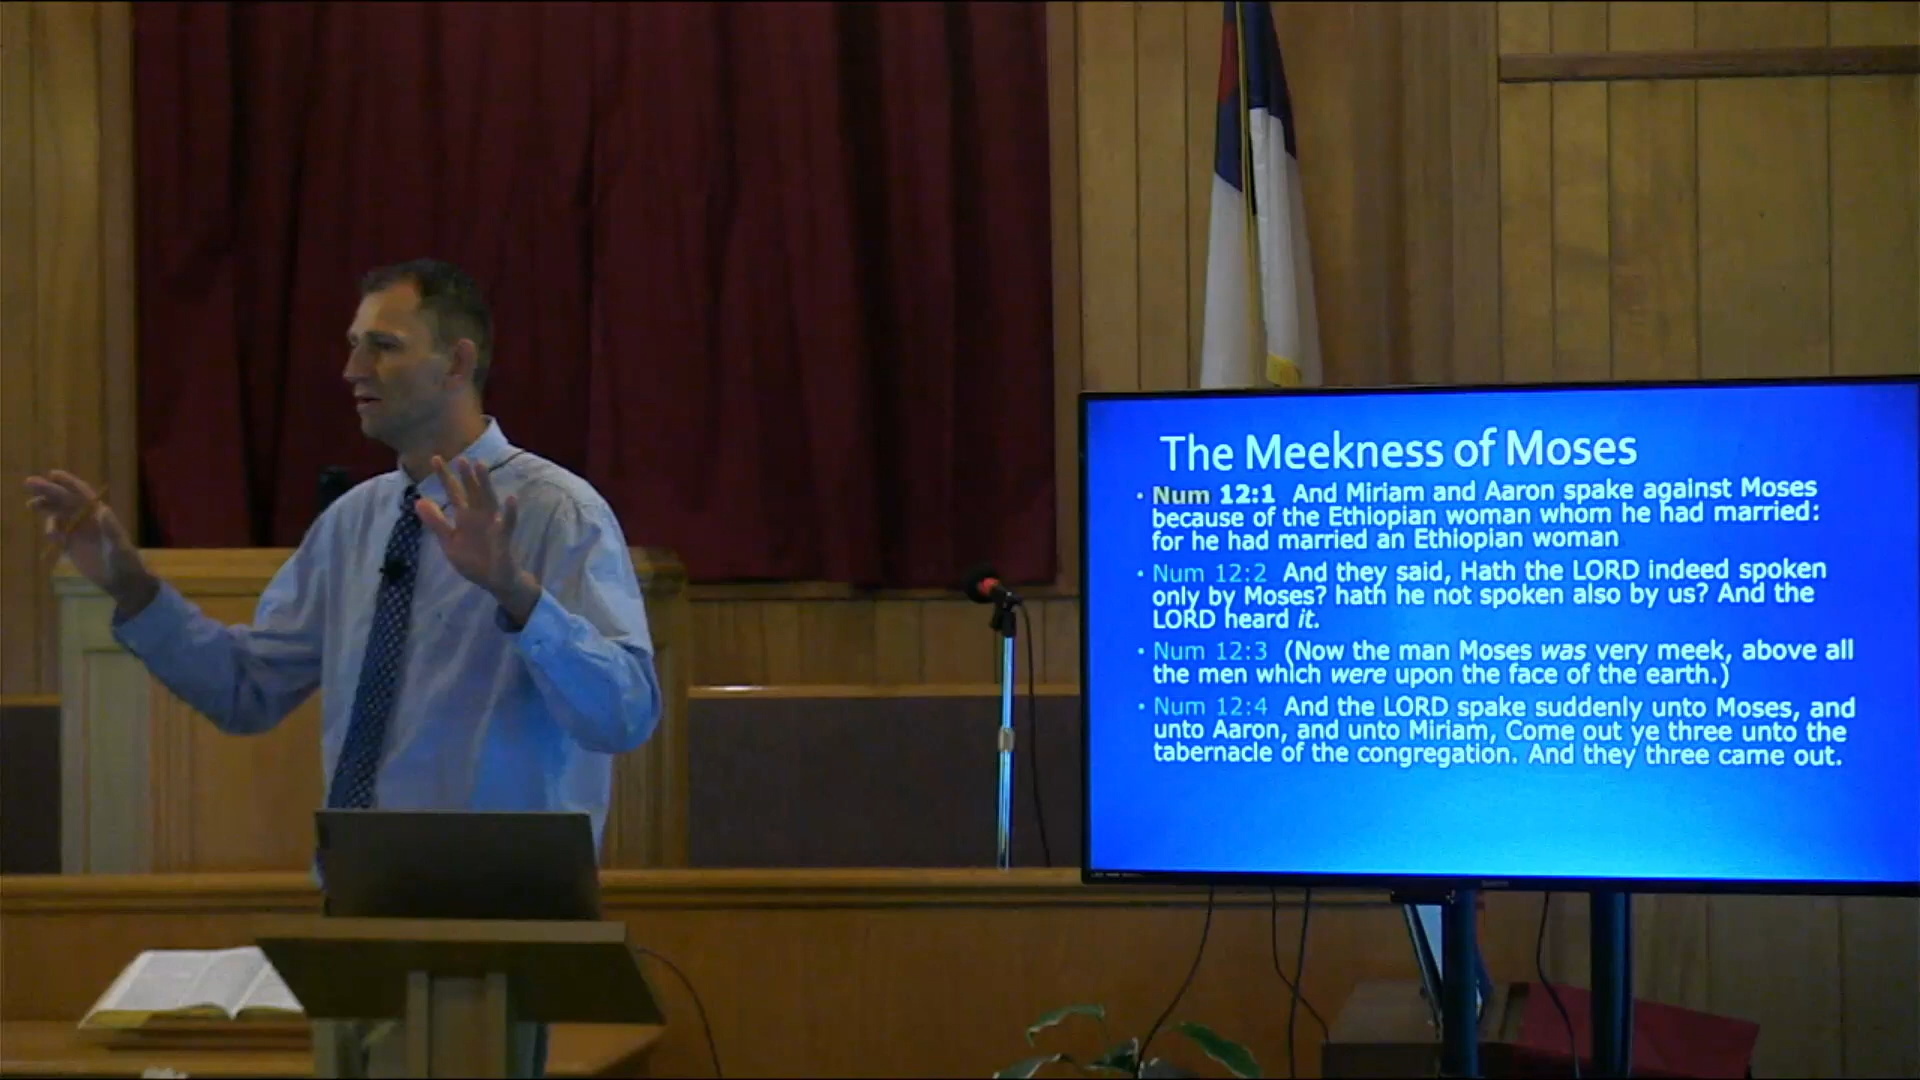 The Meekness of Moses
• Num 12:1 And Miriam and Aaron spake against Moses
because of the Ethiopian woman whom he had married:
for he had married an Ethiopian woman
• Num 12:2 And they said, Hath the LORD indeed spoken
only by Moses? hath he not spoken also by us? And the
LORD heard it.
• Num 12:3 (Now the man Moses was very meek, above all
the men which were upon the face of the earth.)
• Num 12:4 And the LORD spake suddenly unto Moses, and
unto Aaron, and unto Miriam, Come out ye three unto the
tabernacle of the congregation. And they three came out.